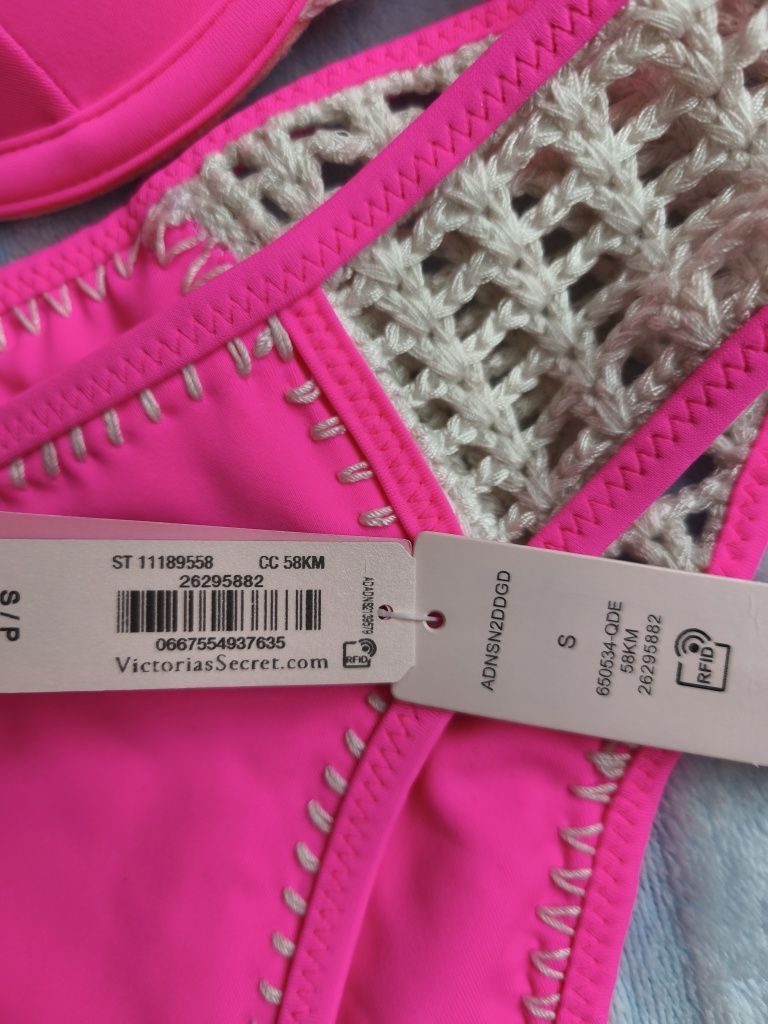 ST 11189558 CC 58KM
26295882
0667554937635
VictoriasSecret.com
RFID
S/P
ADNSN2DDGD
S
650534-QDE
58KM
26295882
RFID